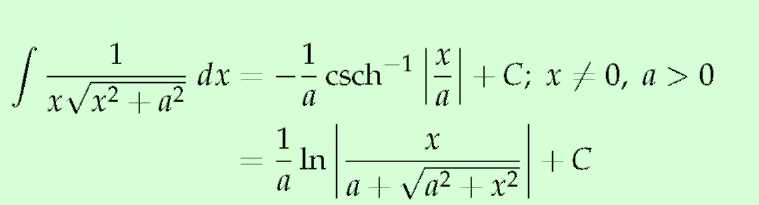 ∫ 1/(x√(x² + a²)) dx = −(1/a) csch⁻¹ |x/a| + C; x ≠ 0, a > 0
= (1/a) ln |x/(a + √(a² + x²))| + C